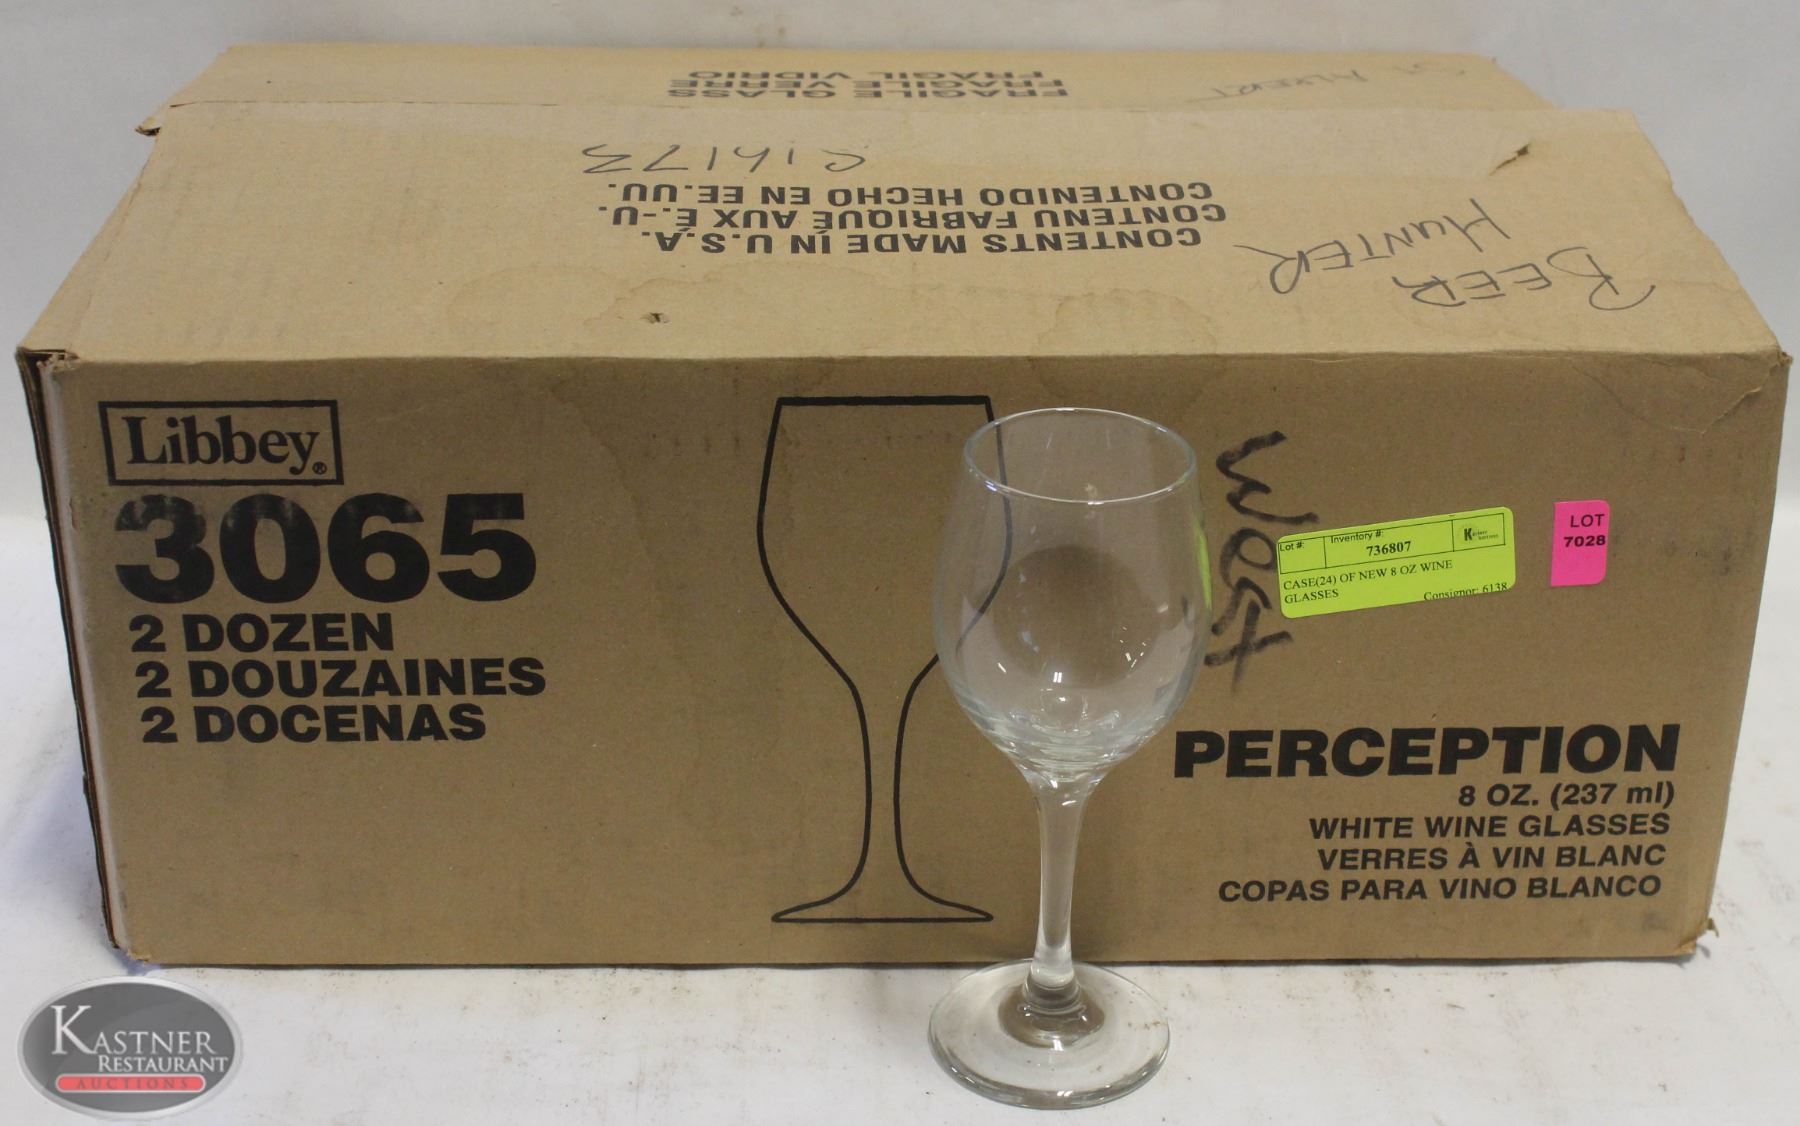 FRAGILE GLASS
FRAGILE VERRE
FRAGIL VIDRIO
CONTENTS MADE IN U.S.A.
CONTENU FABRIQUÉ AUX É.-U.
CONTENIDO HECHO EN EE.UU.
BEER
HUNTER
Libbey®
3065
2 DOZEN
2 DOUZAINES
2 DOCENAS
West
Lot #:
Inventory #:
736807
CASE(24) OF NEW 8 OZ WINE
GLASSES
Consignor: 6138
LOT
7028
PERCEPTION
8 OZ. (237 ml)
WHITE WINE GLASSES
VERRES À VIN BLANC
COPAS PARA VINO BLANCO
KASTNER
RESTAURANT
AUCTIONS